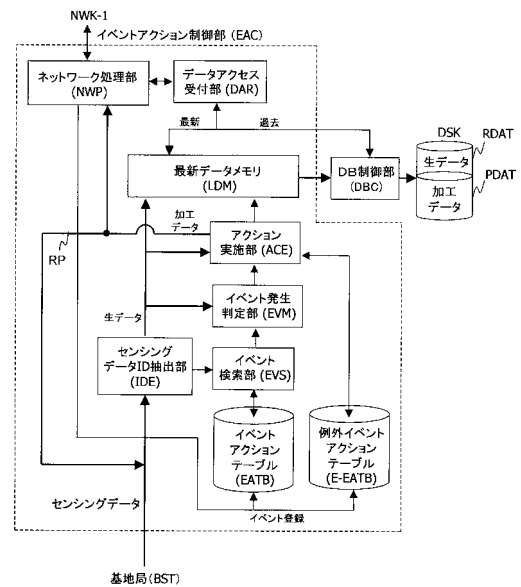 NWK-1
イベントアクション制御部 (EAC)
ネットワーク処理部
(NWP)
データアクセス
受付部 (DAR)
最新
過去
DSK
RDAT
最新データメモリ
(LDM)
DB制御部
(DBC)
生データ
加工
データ
PDAT
加工
データ
アクション
実施部 (ACE)
RP
生データ
イベント発生
判定部 (EVM)
センシング
データID抽出部
(IDE)
イベント
検索部 (EVS)
イベント
アクション
テーブル
(EATB)
例外イベント
アクション
テーブル
(E-EATB)
センシングデータ
イベント登録
基地局(BST)